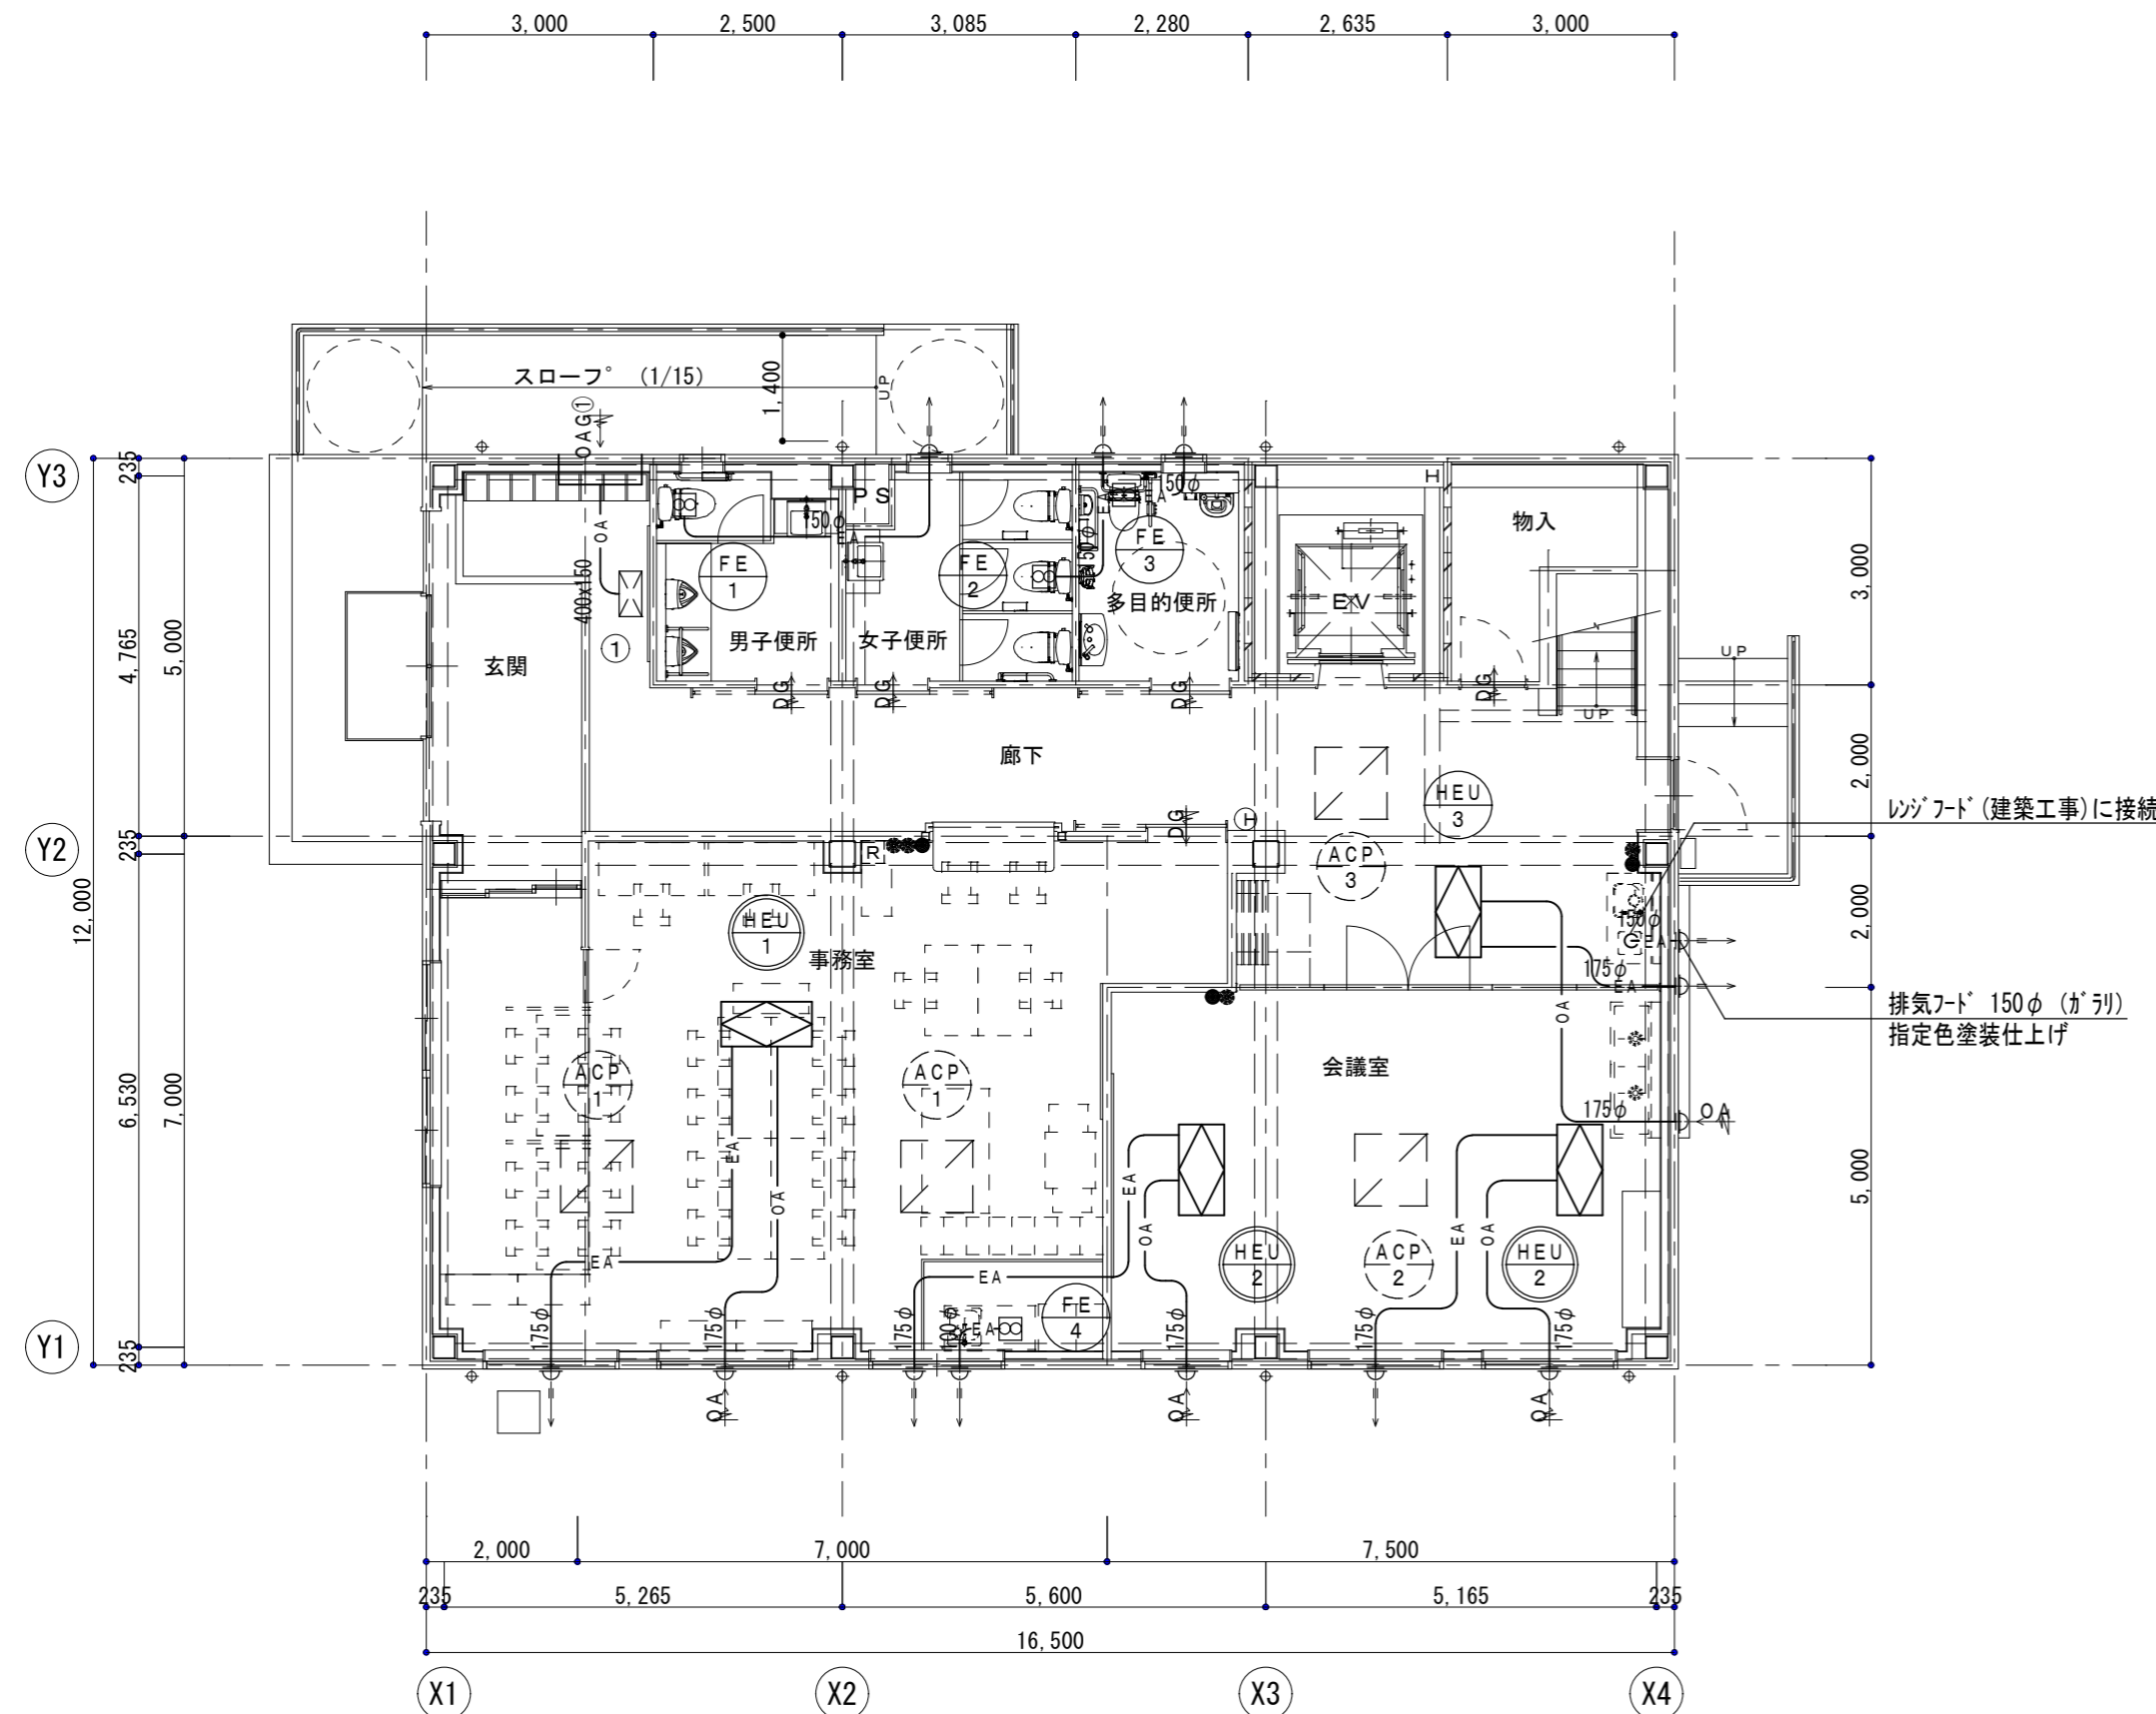 3,000
2,500
3,085
2,280
2,635
3,000
スロープ (1/15)
1,400
UP
OAG①
Y3
235
4,765
5,000
OA
400x150
①
玄関
150φ
EA
FE
1
男子便所
PS
FE
2
女子便所
EA
150φ
EA
150φ
FE
3
多目的便所
EV
H
物入
UP
UP
3,000
DG
DG
DG
DG
廊下
2,000
HEU
3
レンジフード(建築工事)に接続
DG
H
Y2
235
12,000
R
ACP
3
HEU
1
事務室
150φ
EA
175φ
EA
OA
2,000
排気フード 150φ (ガラリ)
指定色塗装仕上げ
会議室
6,530
7,000
ACP
1
ACP
1
175φ
OA
EA
OA
EA
EA
OA
EA
OA
5,000
HEU
2
ACP
2
HEU
2
EA
FE
4
EA
175φ
175φ
175φ
100φ
175φ
175φ
175φ
Y1
235
OA
OA
OA
2,000
7,000
7,500
235
5,265
5,600
5,165
235
16,500
X1
X2
X3
X4